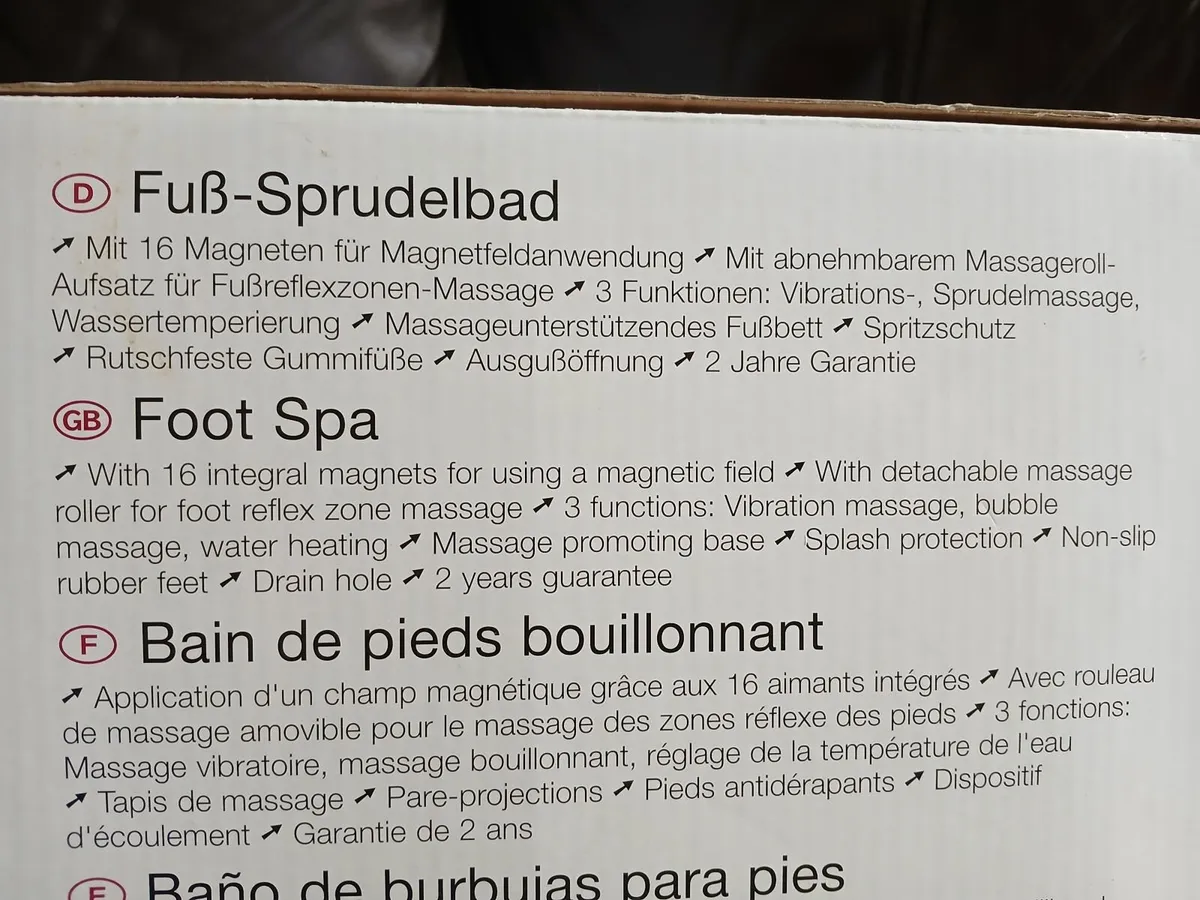 D Fuß-Sprudelbad
↗ Mit 16 Magneten für Magnetfeldanwendung ↗ Mit abnehmbarem Massageroll-
Aufsatz für Fußreflexzonen-Massage ↗ 3 Funktionen: Vibrations-, Sprudelmassage,
Wassertemperierung ↗ Massageunterstützendes Fußbett ↗ Spritzschutz
↗ Rutschfeste Gummifüße ↗ Ausgußöffnung ↗ 2 Jahre Garantie
GB Foot Spa
↗ With 16 integral magnets for using a magnetic field ↗ With detachable massage
roller for foot reflex zone massage ↗ 3 functions: Vibration massage, bubble
massage, water heating ↗ Massage promoting base ↗ Splash protection ↗ Non-slip
rubber feet ↗ Drain hole ↗ 2 years guarantee
F Bain de pieds bouillonnant
↗ Application d'un champ magnétique grâce aux 16 aimants intégrés ↗ Avec rouleau
de massage amovible pour le massage des zones réflexe des pieds ↗ 3 fonctions:
Massage vibratoire, massage bouillonnant, réglage de la température de l'eau
↗ Tapis de massage ↗ Pare-projections ↗ Pieds antidérapants ↗ Dispositif
d'écoulement ↗ Garantie de 2 ans
E Baño de burbujas para pies